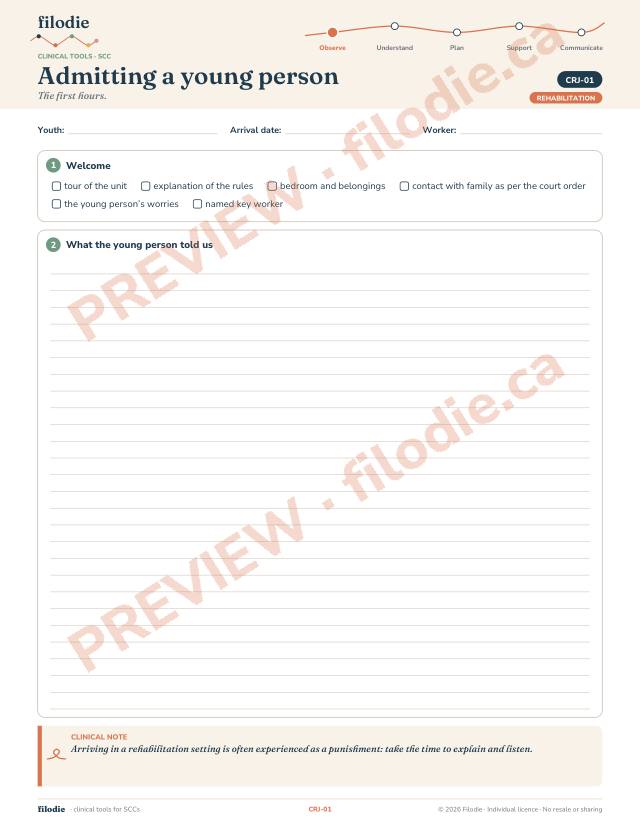 filodie
CLINICAL TOOLS · SCC
Observe Understand Plan Support Communicate
Admitting a young person
The first hours.
CRJ-01
REHABILITATION
Youth: Arrival date: Worker:
1 Welcome
tour of the unit explanation of the rules bedroom and belongings contact with family as per the court order
the young person's worries named key worker
2 What the young person told us
PREVIEW · filodie.ca
PREVIEW · filodie.ca
CLINICAL NOTE
Arriving in a rehabilitation setting is often experienced as a punishment: take the time to explain and listen.
filodie · clinical tools for SCCs CRJ-01 © 2026 Filodie · Individual licence · No resale or sharing